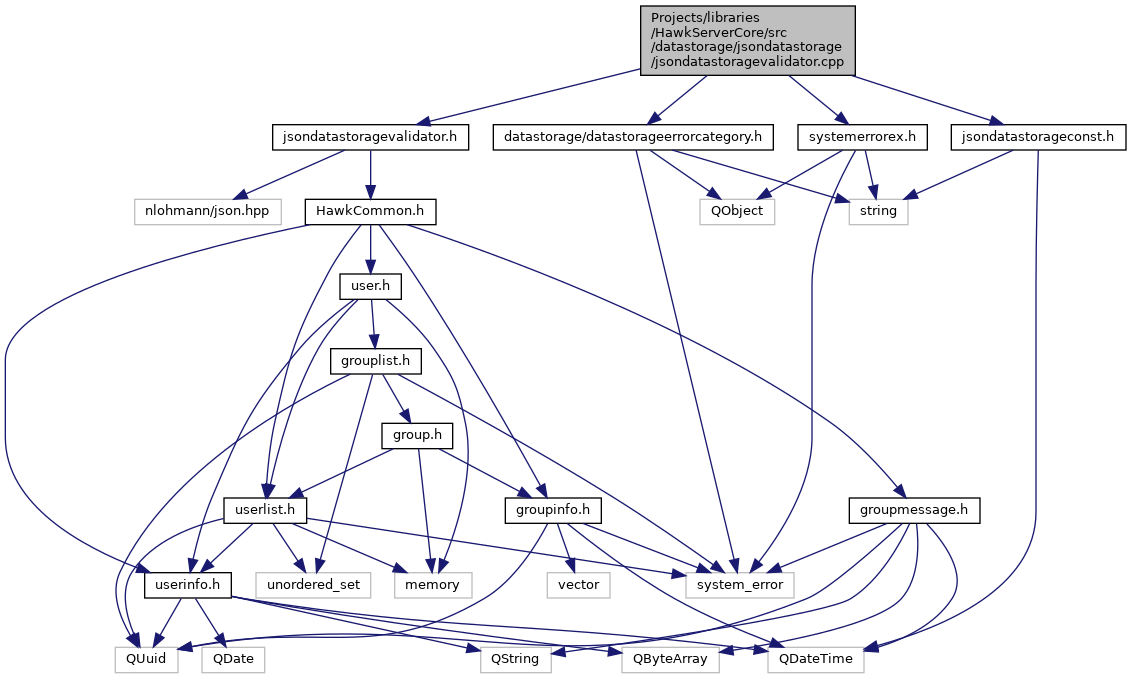 Projects/libraries
/HawkServerCore/src
/datastorage/jsondatastorage
/jsondatastoragevalidator.cpp
jsondatastoragevalidator.h
datastorage/datastorageerrorcategory.h
systemerrorex.h
jsondatastorageconst.h
nlohmann/json.hpp
HawkCommon.h
QObject
string
user.h
grouplist.h
group.h
userlist.h
groupinfo.h
groupmessage.h
userinfo.h
unordered_set
memory
vector
system_error
QUuid
QDate
QString
QByteArray
QDateTime